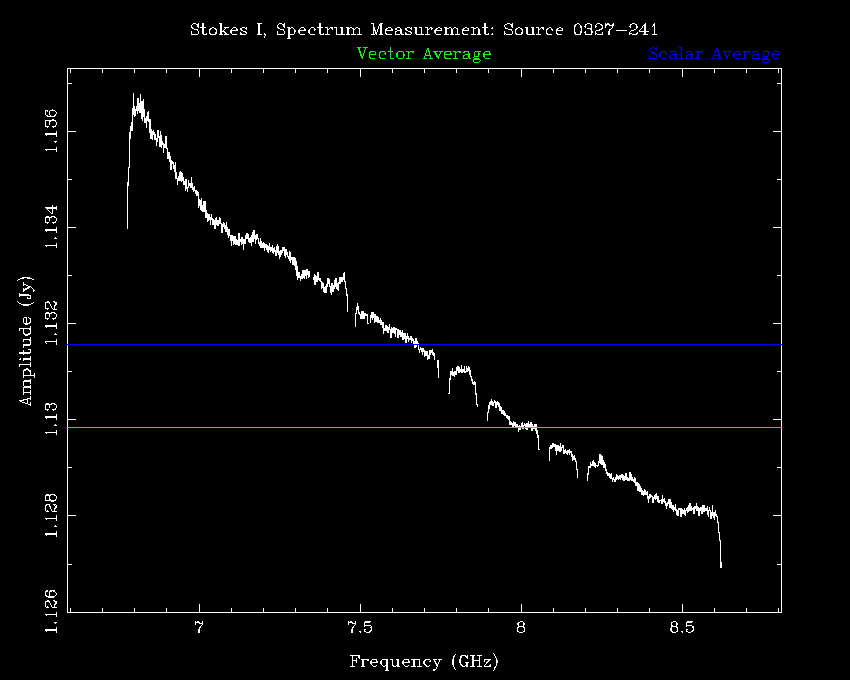 Stokes I, Spectrum Measurement: Source 0327-241
Vector Average
Scalar Average
1.136
1.134
1.132
1.13
1.128
1.126
Amplitude (Jy)
7
7.5
8
8.5
Frequency (GHz)